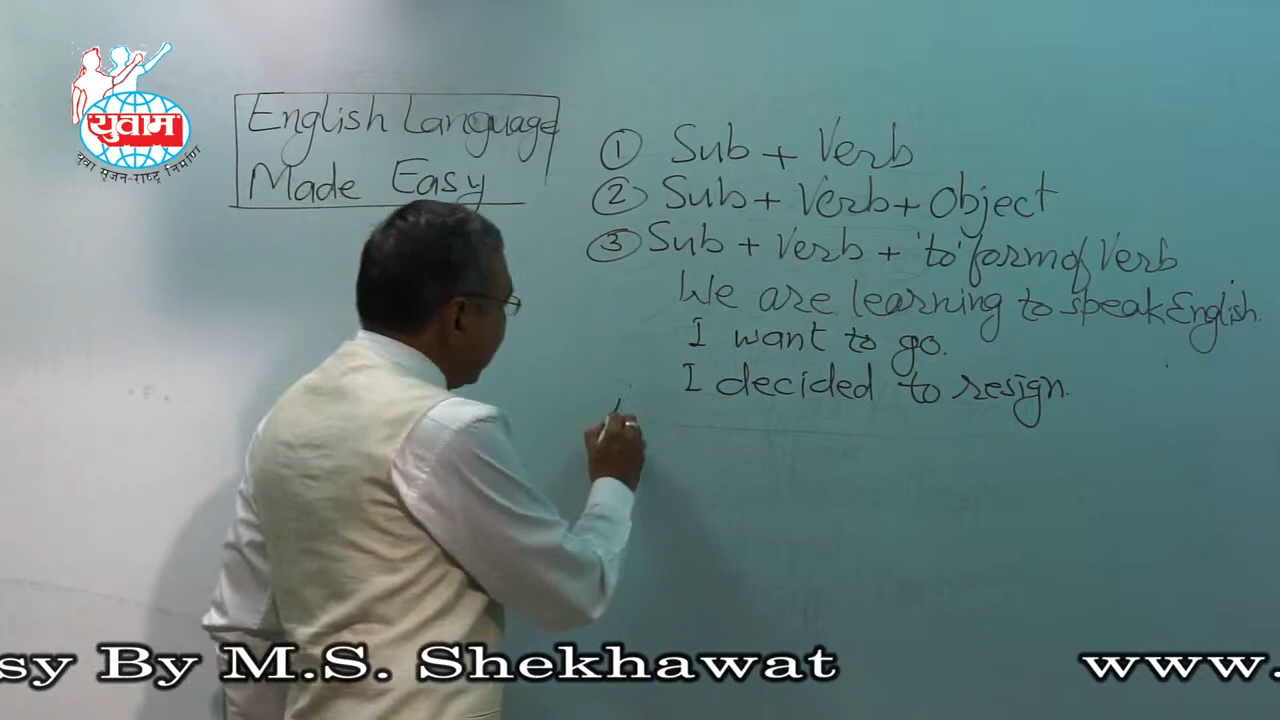 युवाम
युवा सृजन-राष्ट्र निर्माण
English Language
Made Easy
① Sub + Verb
② Sub + Verb + Object
③ Sub + Verb + 'to' form of Verb
We are learning to speak English.
I want to go.
I decided to resign.
sy By M.S. Shekhawat www.